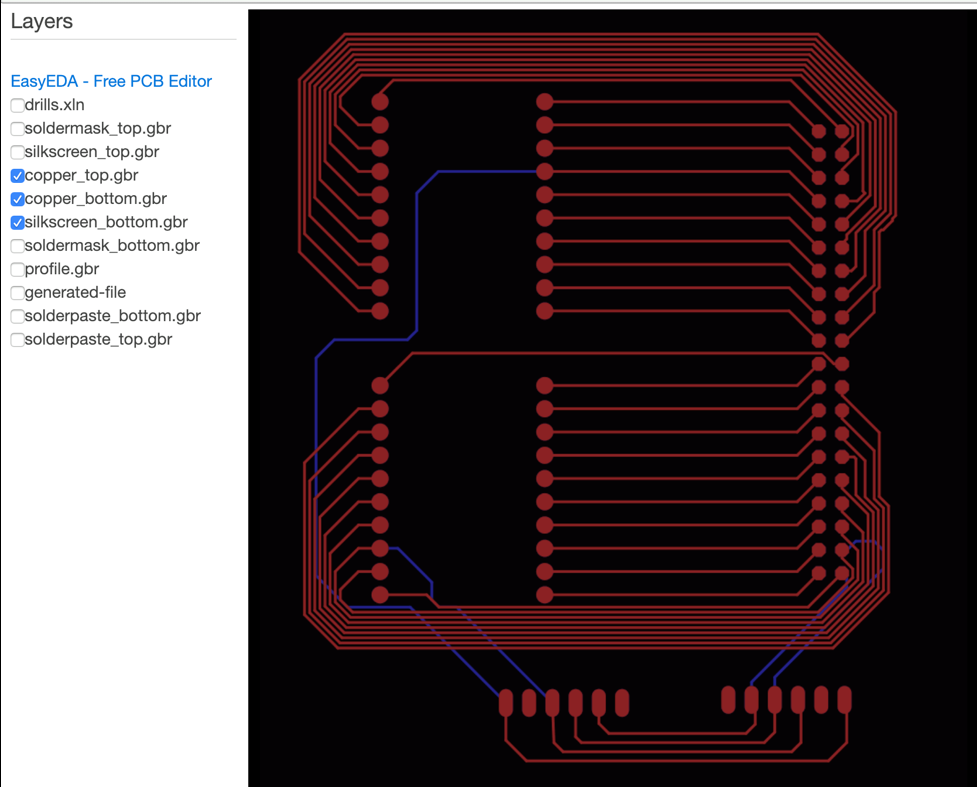 Layers
EasyEDA - Free PCB Editor
drills.xln
soldermask_top.gbr
silkscreen_top.gbr
copper_top.gbr
copper_bottom.gbr
silkscreen_bottom.gbr
soldermask_bottom.gbr
profile.gbr
generated-file
solderpaste_bottom.gbr
solderpaste_top.gbr